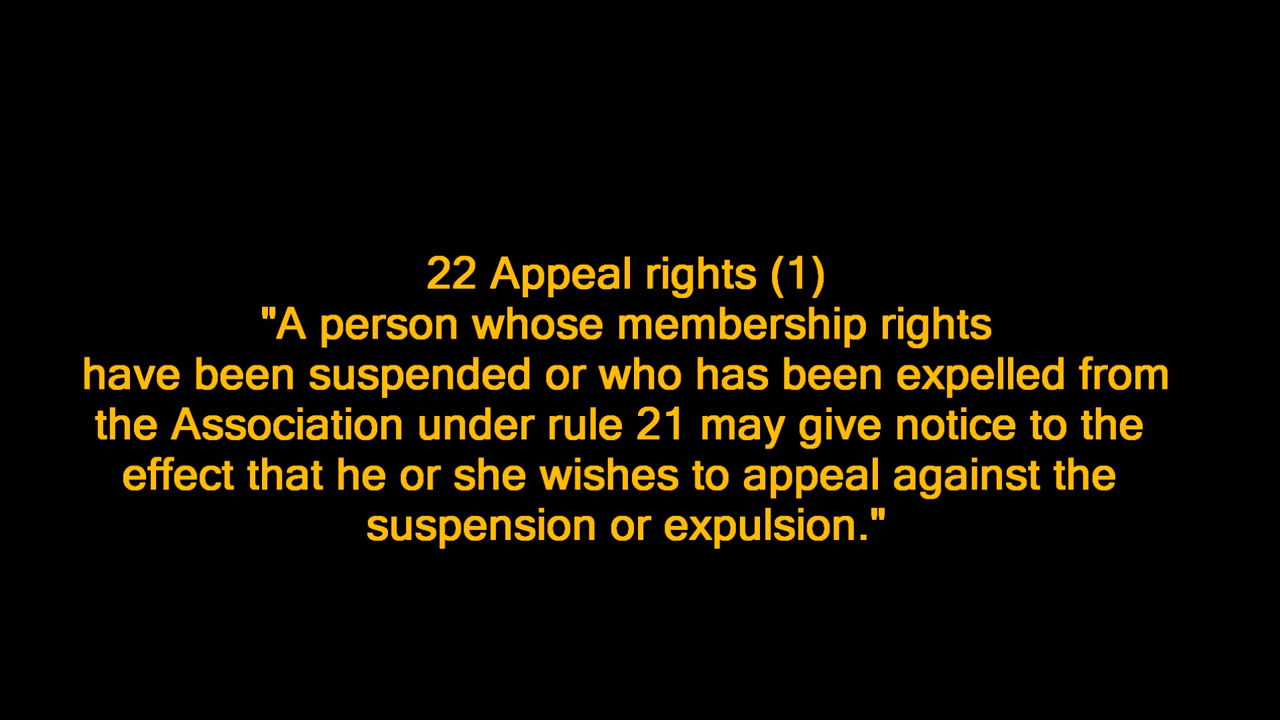 22 Appeal rights (1)
"A person whose membership rights
have been suspended or who has been expelled from
the Association under rule 21 may give notice to the
effect that he or she wishes to appeal against the
suspension or expulsion."